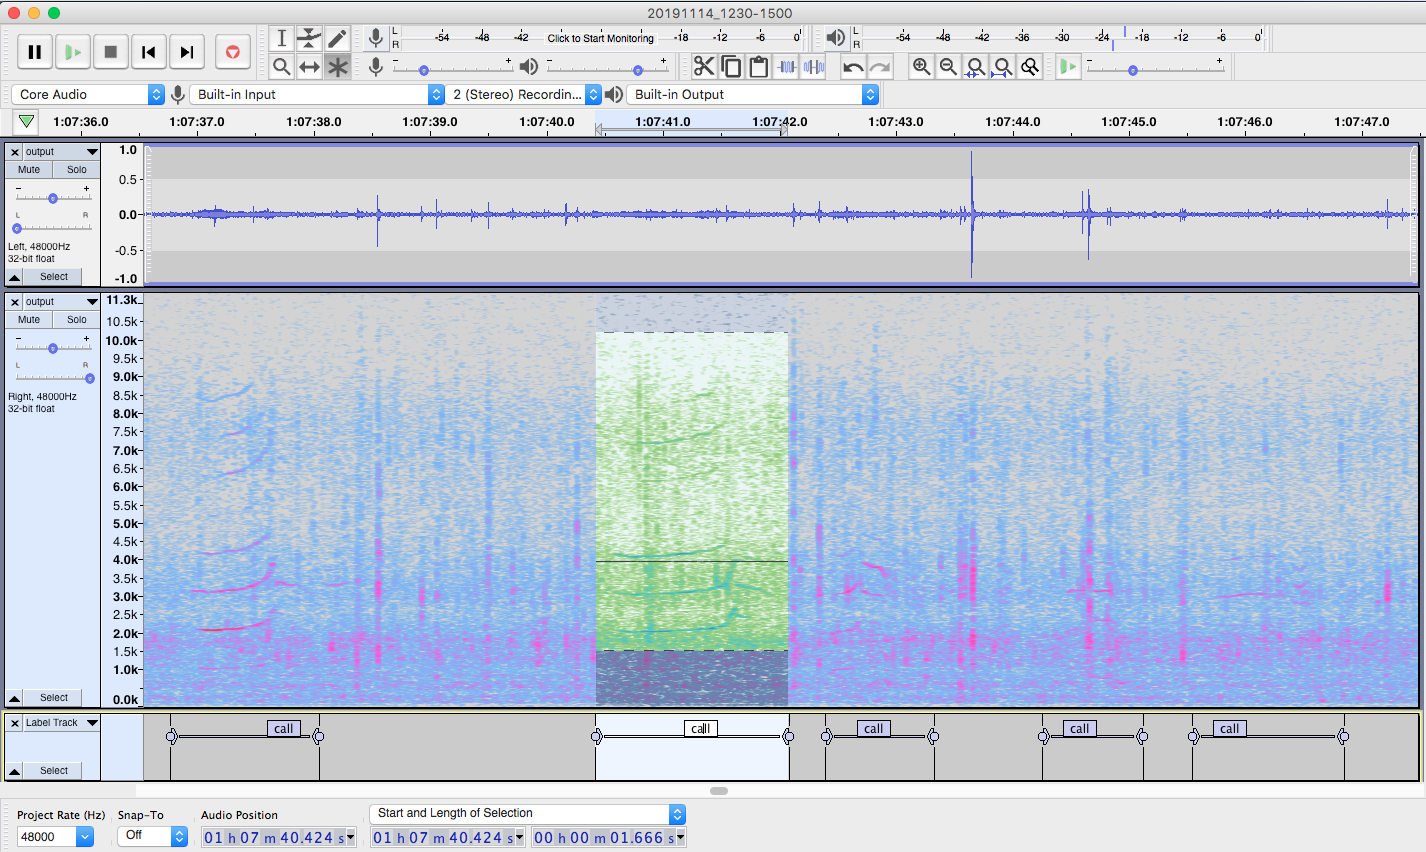 20191114_1230-1500
L
R
-54 -48 -42 Click to Start Monitoring -18 -12 -6 0
L
R
-54 -48 -42 -36 -30 -24 -18 -12 -6 0
Core Audio
Built-in Input
2 (Stereo) Recordin...
Built-in Output
1:07:36.0 1:07:37.0 1:07:38.0 1:07:39.0 1:07:40.0 1:07:41.0 1:07:42.0 1:07:43.0 1:07:44.0 1:07:45.0 1:07:46.0 1:07:47.0
output
Mute Solo
- +
L R
Left, 48000Hz
32-bit float
Select
1.0
0.5
0.0
-0.5
-1.0
output
Mute Solo
- +
L R
Right, 48000Hz
32-bit float
Select
11.3k
10.5k
10.0k
9.5k
9.0k
8.5k
8.0k
7.5k
7.0k
6.5k
6.0k
5.5k
5.0k
4.5k
4.0k
3.5k
3.0k
2.5k
2.0k
1.5k
1.0k
0.0k
Label Track
Select
call call call call call
Project Rate (Hz)
48000
Snap-To
Off
Audio Position
01 h 07 m 40.424 s
Start and Length of Selection
01 h 07 m 40.424 s 00 h 00 m 01.666 s